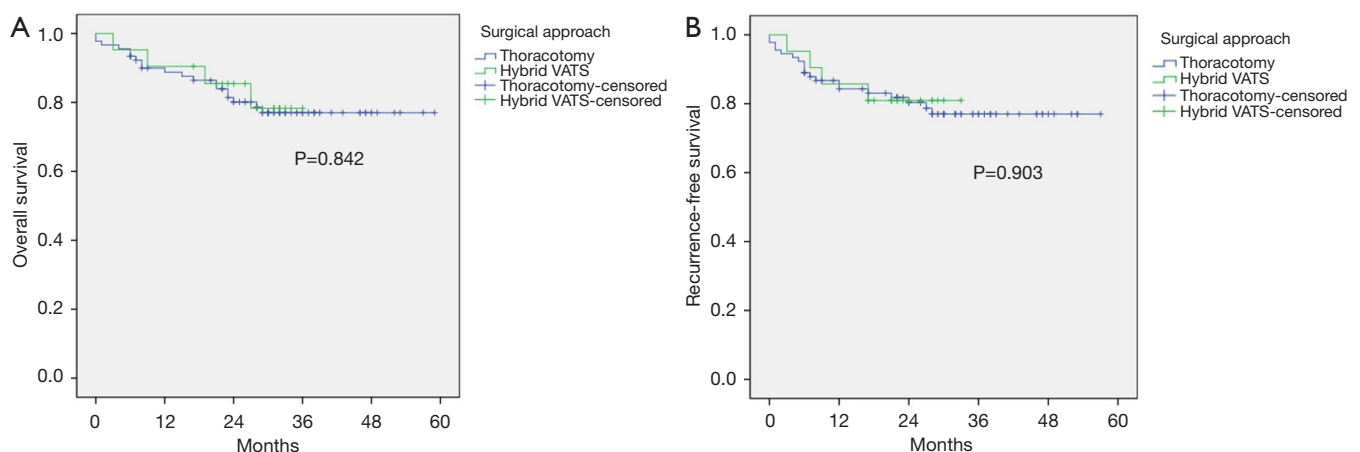 A
Overall survival
1.0
0.8
0.6
0.4
0.2
0.0
P=0.842
0 12 24 36 48 60
Months
Surgical approach
Thoracotomy
Hybrid VATS
Thoracotomy-censored
Hybrid VATS-censored
B
Recurrence-free survival
1.0
0.8
0.6
0.4
0.2
0.0
P=0.903
0 12 24 36 48 60
Months
Surgical approach
Thoracotomy
Hybrid VATS
Thoracotomy-censored
Hybrid VATS-censored